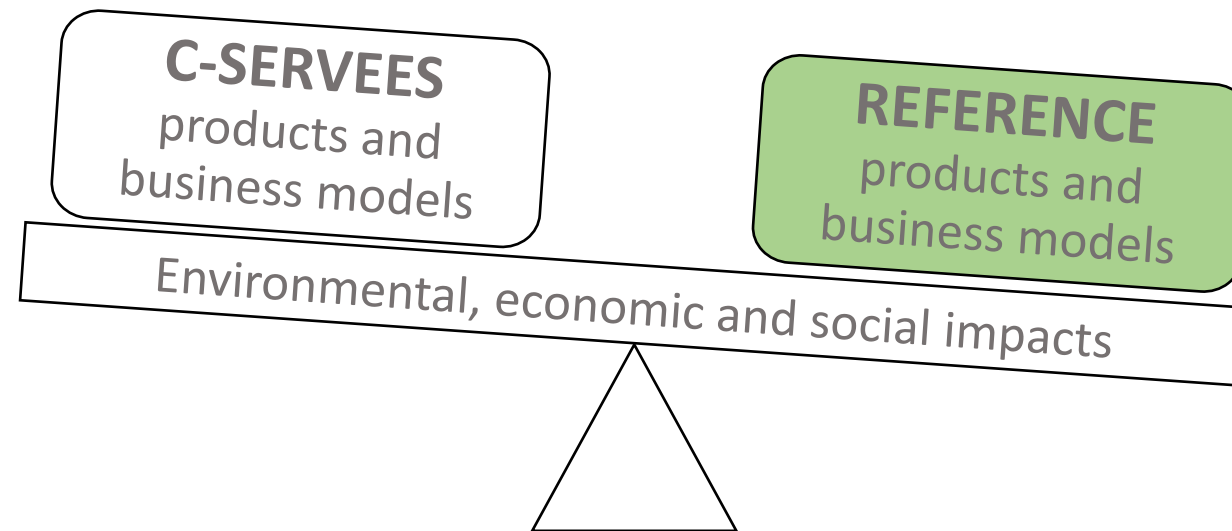 C-SERVEES
products and
business models
REFERENCE
products and
business models
Environmental, economic and social impacts